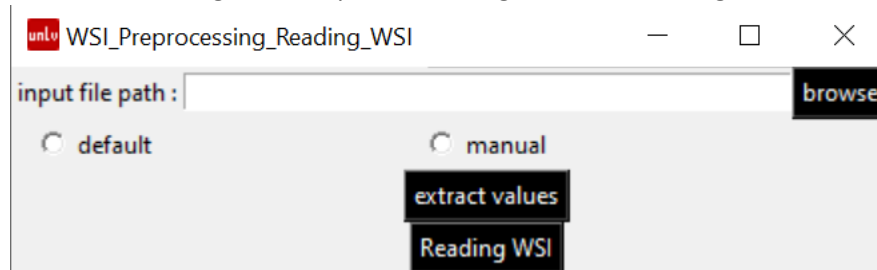 unlv WSI_Preprocessing_Reading_WSI
input file path : browse
default manual
extract values
Reading WSI